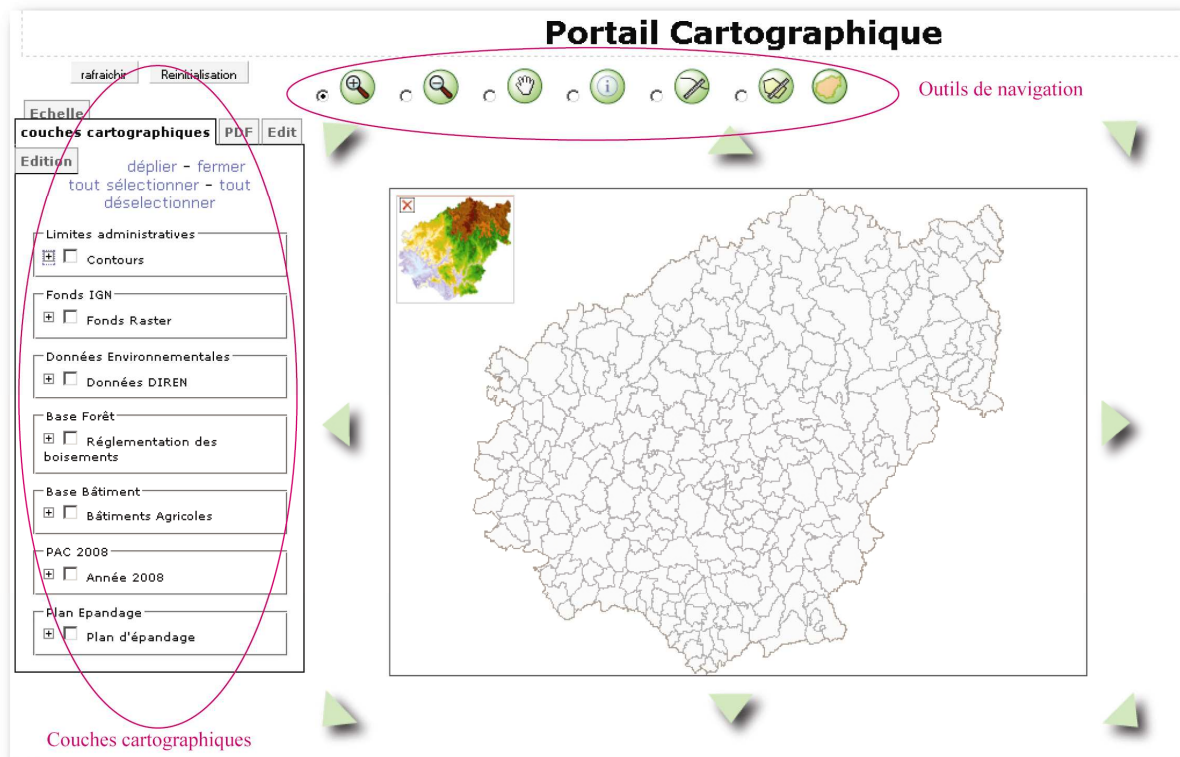 Portail Cartographique
rafraichir
Reinitialisation
Outils de navigation
Echelle
couches cartographiques
PDF
Edit
Edition
déplier - fermer
tout sélectionner - tout
déselectionner
Limites administratives
Contours
Fonds IGN
Fonds Raster
Données Environnementales
Données DIREN
Base Forêt
Réglementation des
boisements
Base Bâtiment
Bâtiments Agricoles
PAC 2008
Année 2008
Plan Epandage
Plan d'épandage
Couches cartographiques